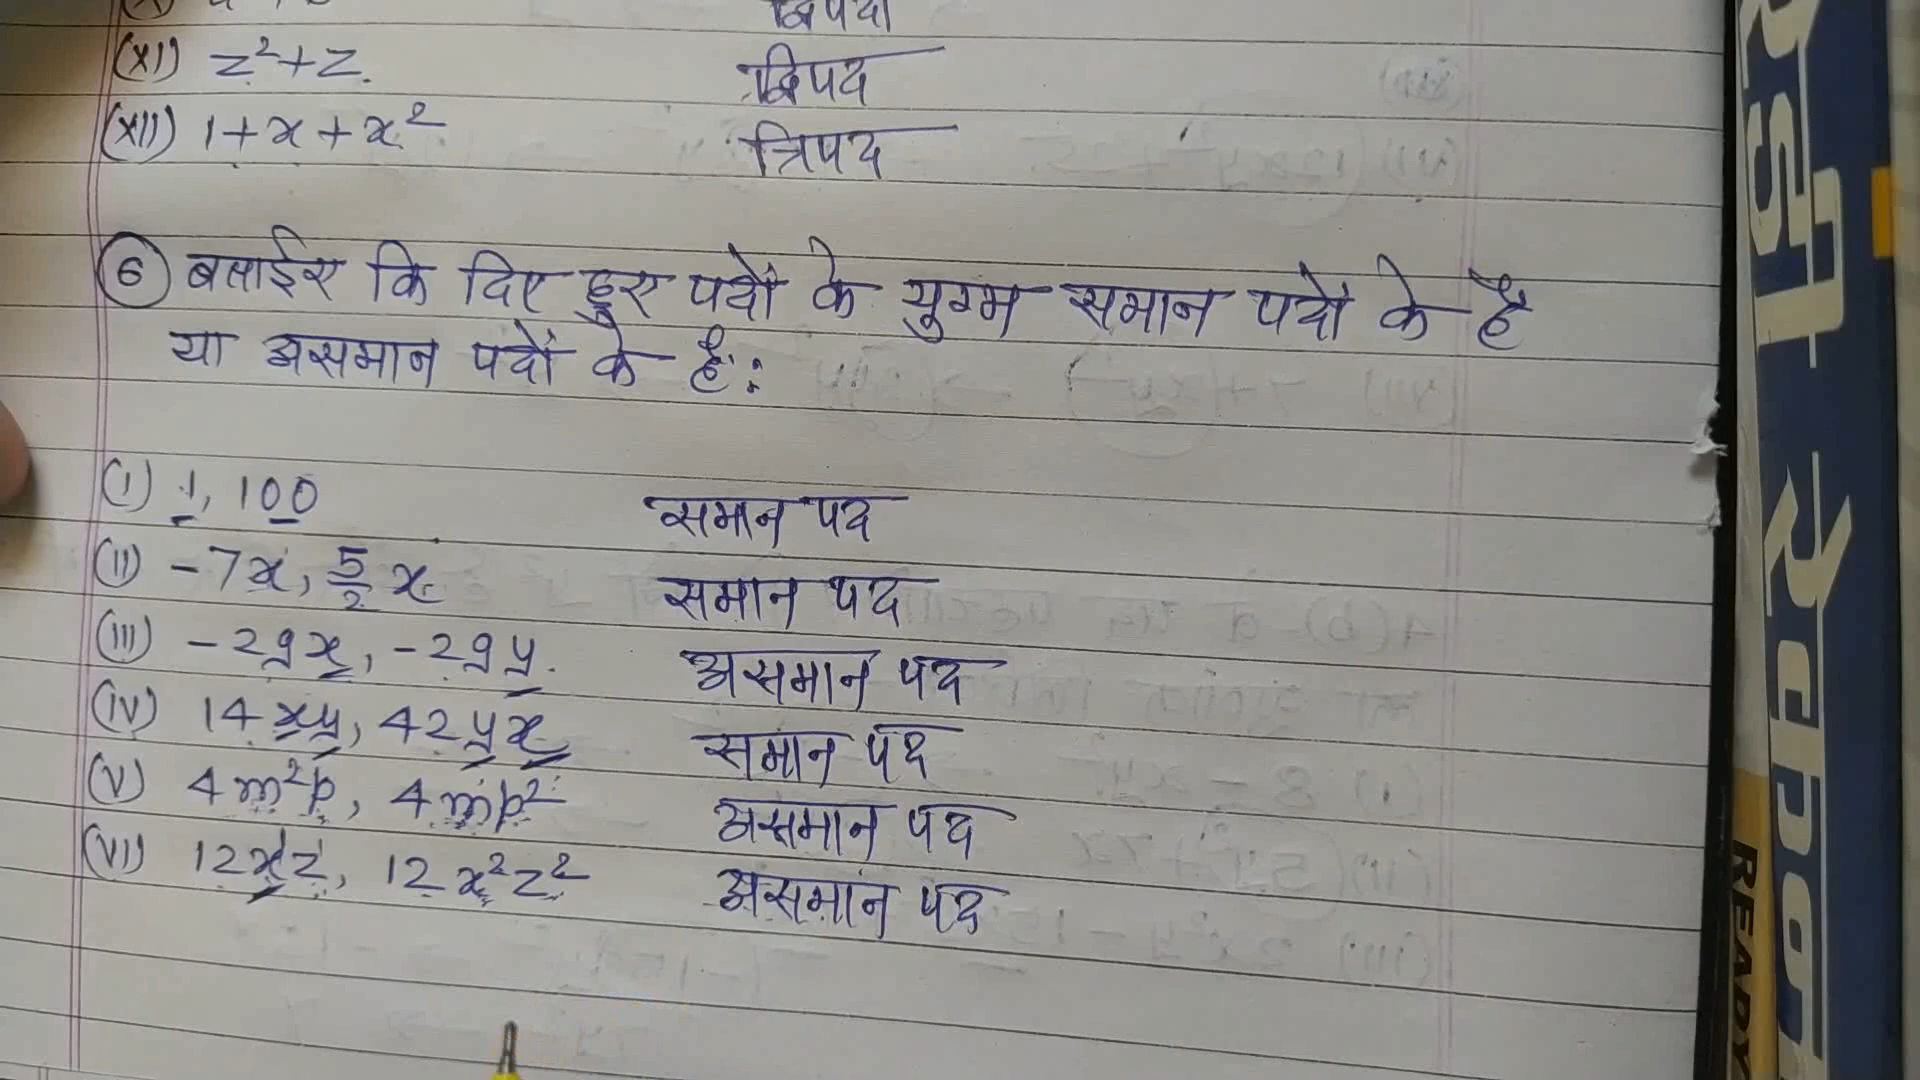 (XI) z²+z द्विपद
(XII) 1+x+x² त्रिपद
(6) बताईए कि दिए हुए पदों के युग्म समान पदों के है
या असमान पदों के है:
(I) 1, 100 समान पद
(II) -7x, 5/2 x समान पद
(III) -29x, -29y. असमान पद
(IV) 14xy, 42yx समान पद
(V) 4m²p, 4mp² असमान पद
(VI) 12xz, 12x²z² असमान पद
READY